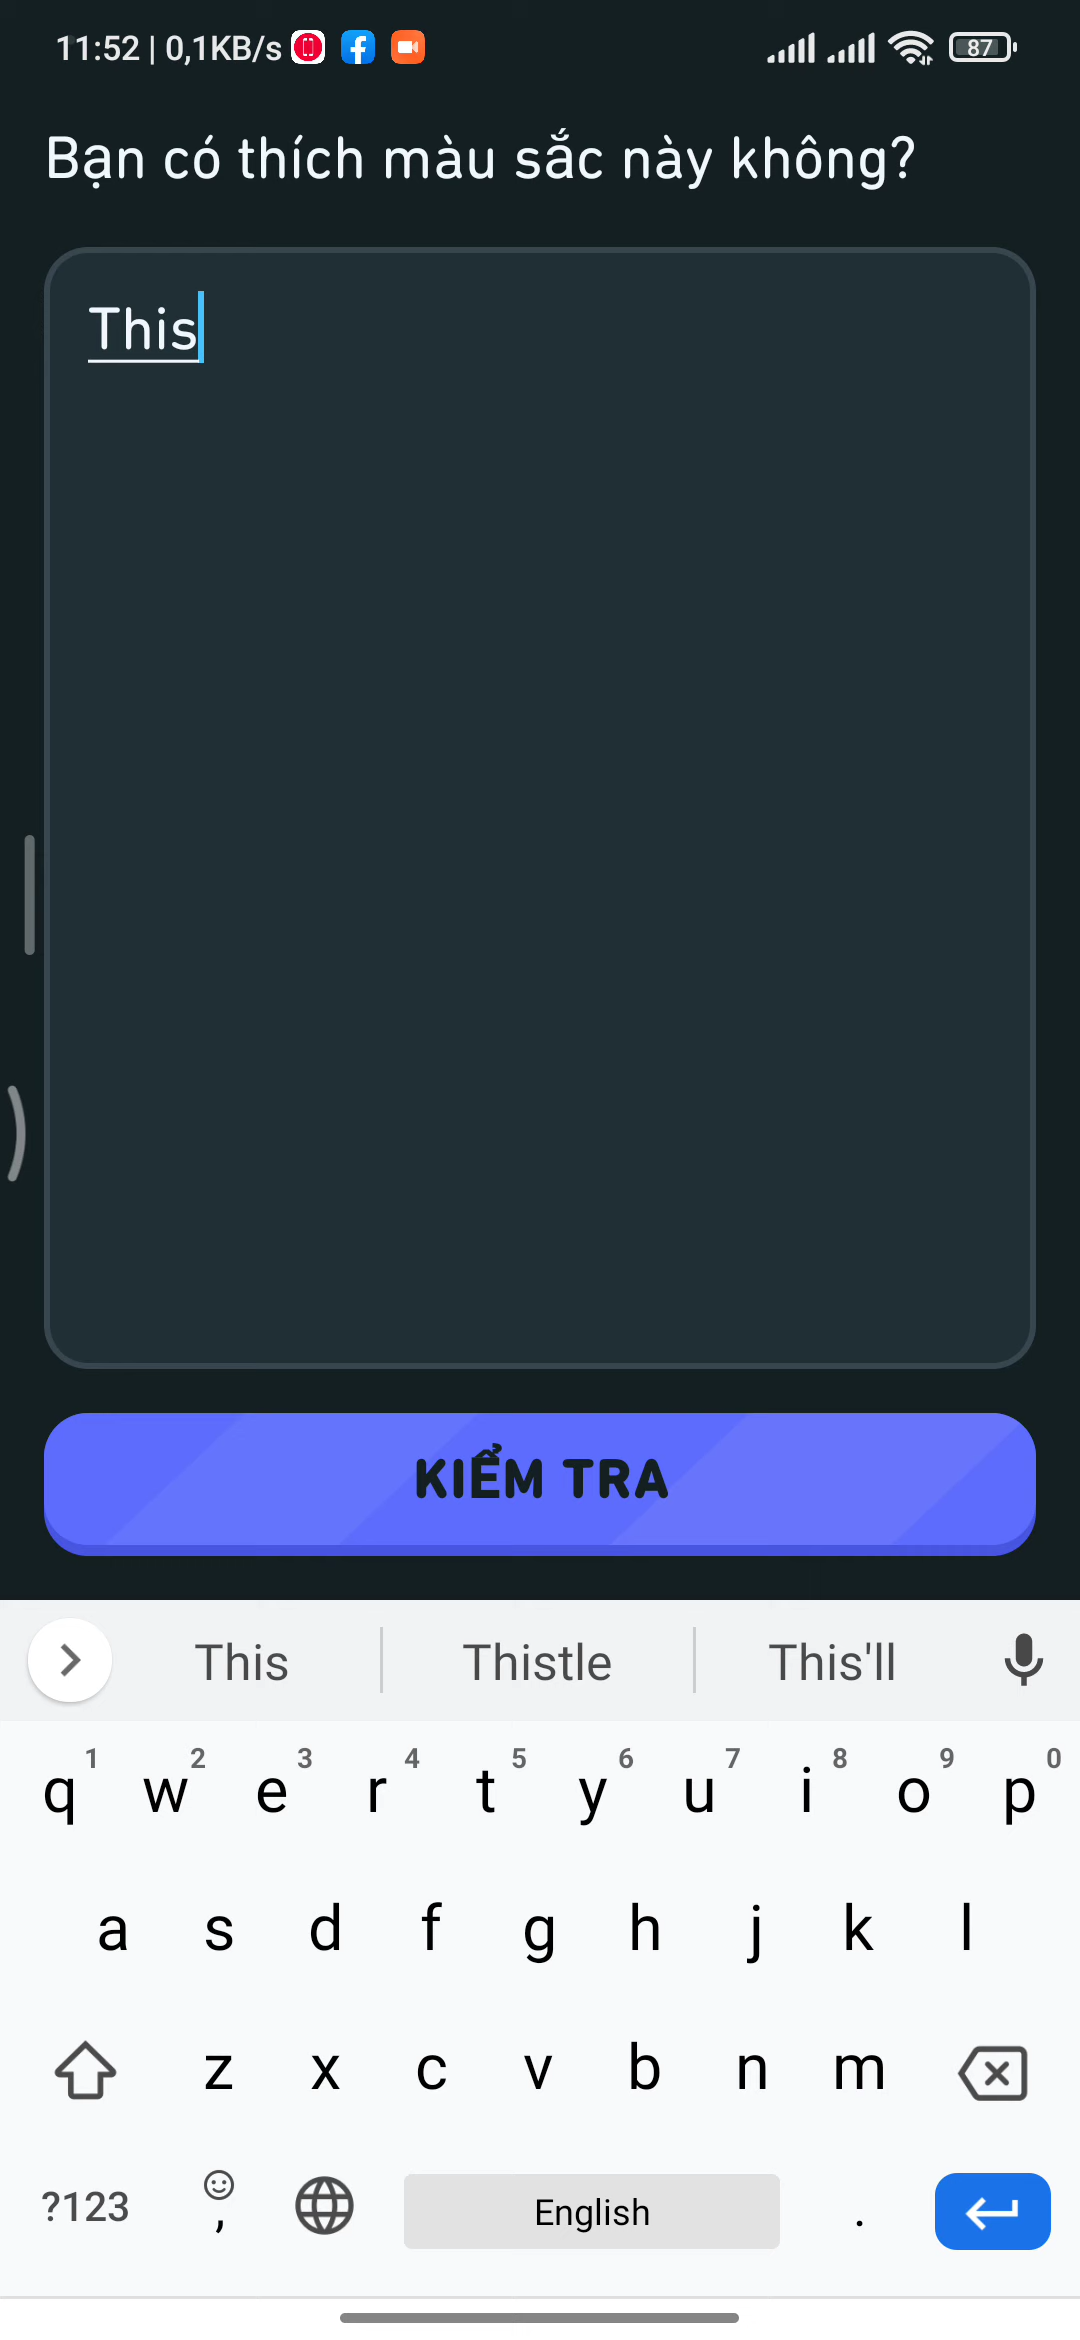 11:52 | 0,1KB/s
87
Bạn có thích màu sắc này không?
This
KIỂM TRA
This Thistle This'll
q 1 w 2 e 3 r 4 t 5 y 6 u 7 i 8 o 9 p 0
a s d f g h j k l
z x c v b n m
?123 , English .